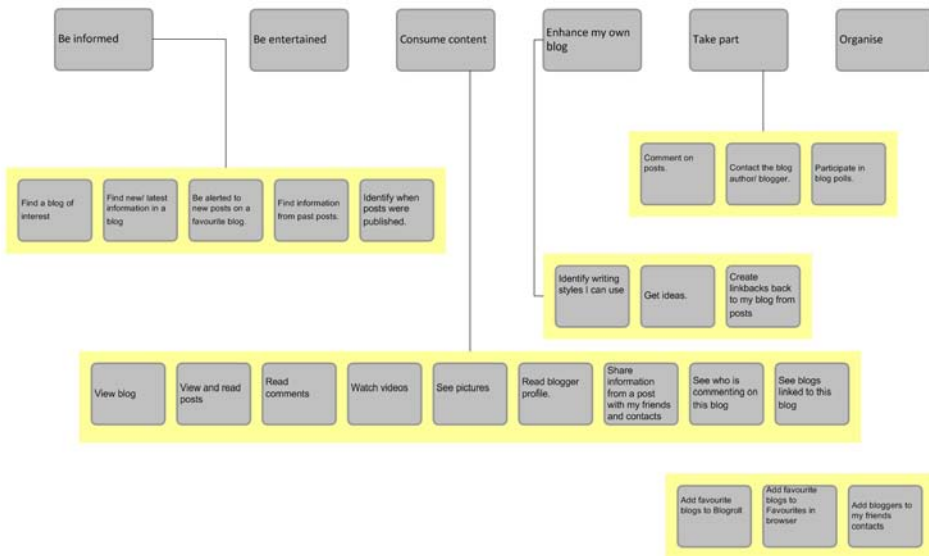 Be informed
Be entertained
Consume content
Enhance my own
blog
Take part
Organise
Comment on
posts.
Contact the blog
author/ blogger.
Participate in
blog polls.
Find a blog of
interest
Find new/ latest
information in a
blog
Be alerted to
new posts on a
favourite blog.
Find information
from past posts.
Identify when
posts were
published.
Identify writing
styles I can use
Get ideas.
Create
linkbacks back
to my blog from
posts
View blog
View and read
posts
Read
comments
Watch videos
See pictures
Read blogger
profile.
Share
information
from a post
with my friends
and contacts
See who is
commenting on
this blog
See blogs
linked to this
blog
Add favourite
blogs to Blogroll
Add favourite
blogs to
Favourites in
browser
Add bloggers to
my friends
contacts